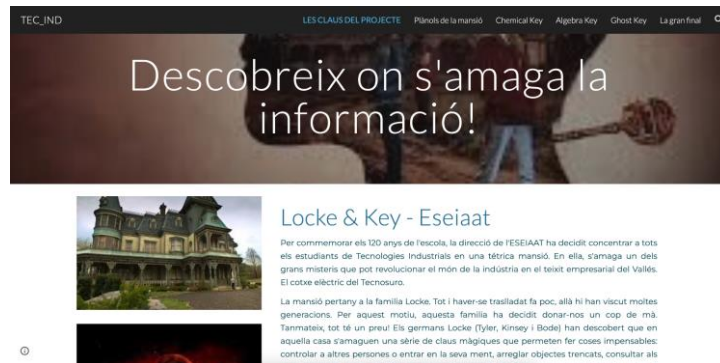 TEC_IND
LES CLAUS DEL PROJECTE Plànols de la mansió Chemical Key Algebra Key Ghost Key La gran final
Descobreix on s'amaga la
informació!
Locke & Key - Eseiaat
Per commemorar els 120 anys de l'escola, la direcció de l'ESEIAAT ha decidit concentrar a tots
els estudiants de Tecnologies Industrials en una tétrica mansió. En ella, s'amaga un dels
grans misteris que pot revolucionar el món de la indústria en el teixit empresarial del Vallés.
El cotxe elèctric del Tecnosuro.
La mansió pertany a la familia Locke. Tot i haver-se traslladat fa poc, allà hi han viscut moltes
generacions. Per aquest motiu, aquesta familia ha decidit donar-nos un cop de mà.
Tanmateix, tot té un preu! Els germans Locke (Tyler, Kinsey i Bode) han descobert que en
aquella casa s'amaguen una sèrie de claus màgiques que permeten fer coses impensables:
controlar a altres persones o entrar en la seva ment, arreglar objectes trencats, consultar als